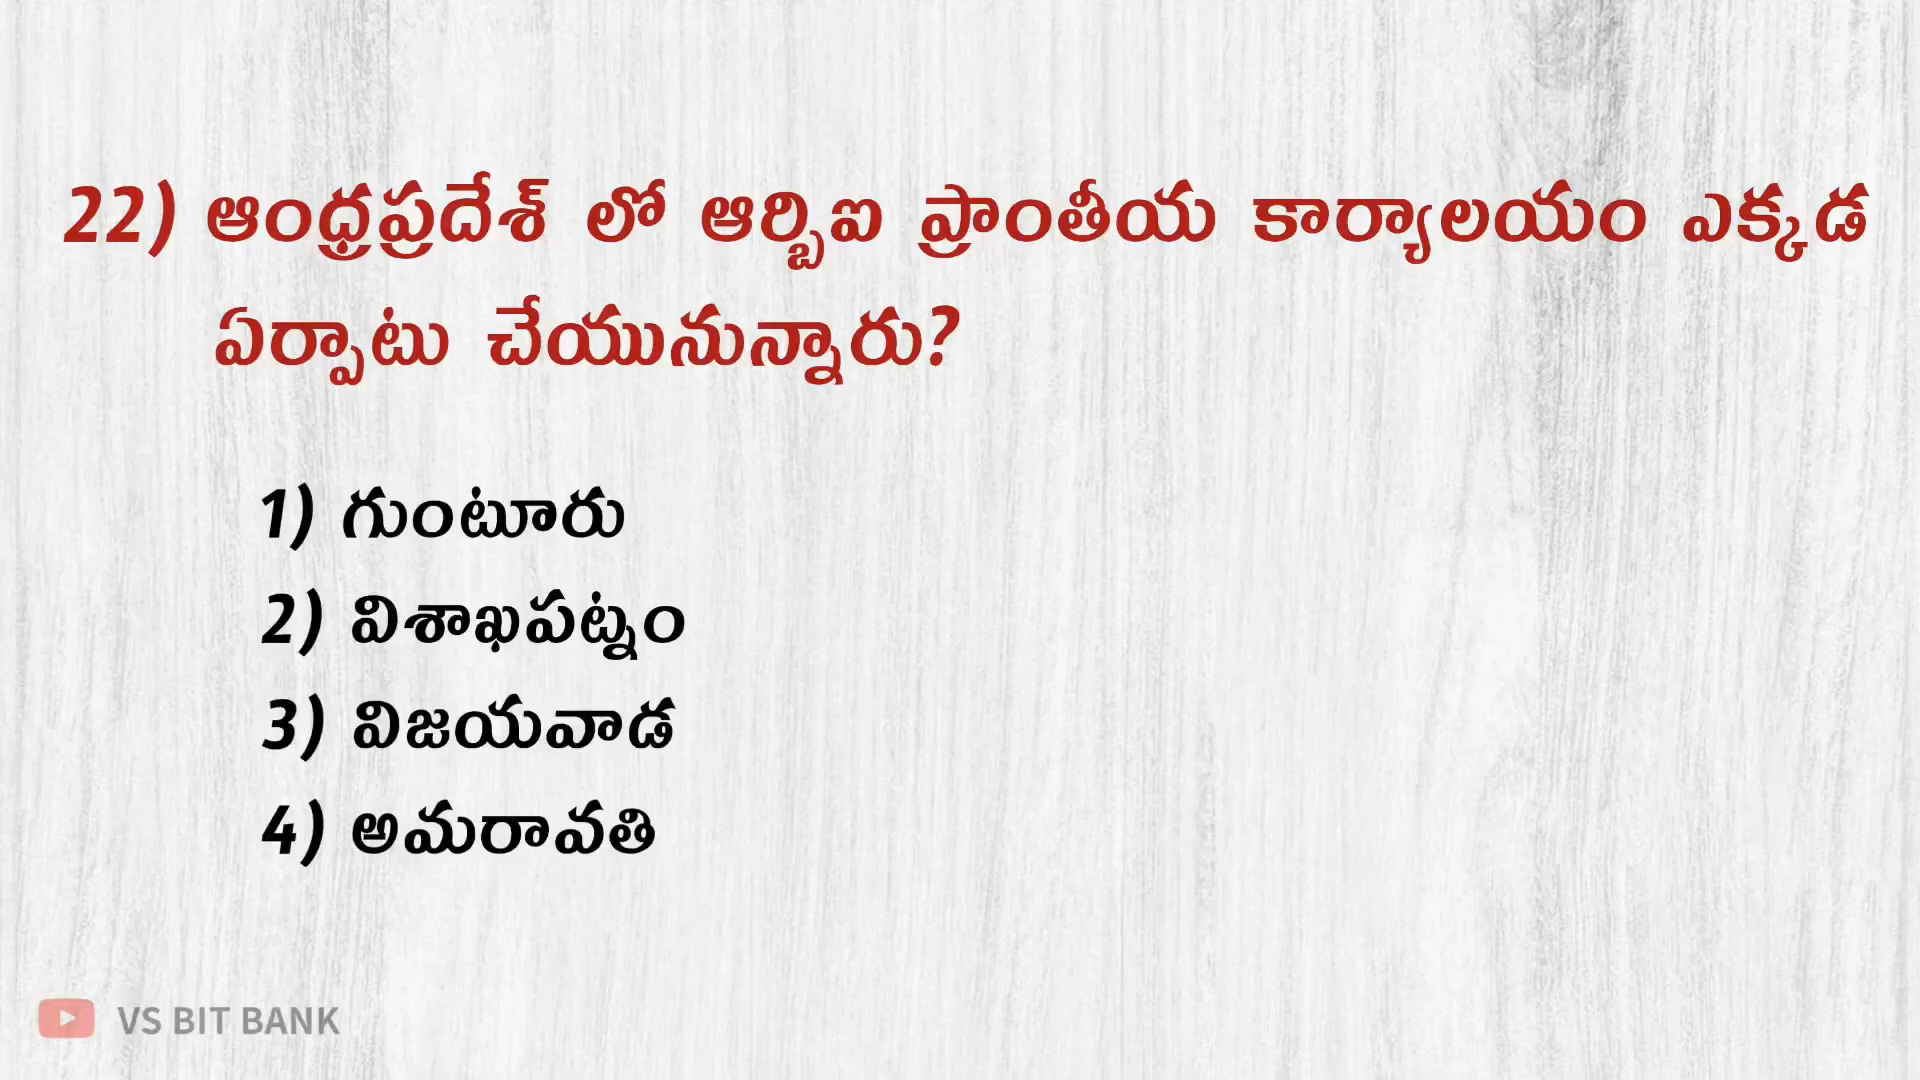 22) ఆంధ్రప్రదేశ్ లో ఆర్బిఐ ప్రాంతీయ కార్యాలయం ఎక్కడ
ఏర్పాటు చేయునున్నారు?
1) గుంటూరు
2) విశాఖపట్నం
3) విజయవాడ
4) అమరావతి
VS BIT BANK